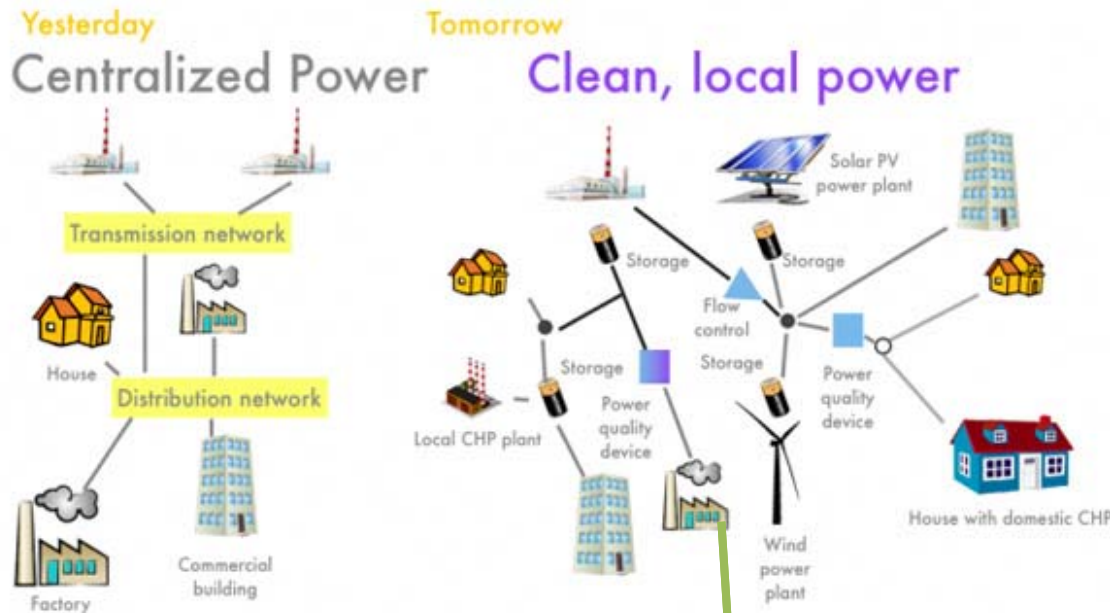 Yesterday
Centralized Power
Transmission network
House
Distribution network
Commercial
building
Factory
Tomorrow
Clean, local power
Solar PV
power plant
Storage
Storage
Flow
control
Storage
Storage
Power
quality
device
Power
quality
device
Local CHP plant
Wind
power
plant
House with domestic CHP